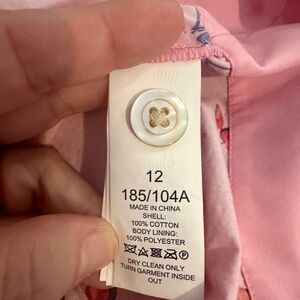 12
185/104A
MADE IN CHINA
SHELL:
100% COTTON
BODY LINING:
100% POLYESTER
DRY CLEAN ONLY
TURN GARMENT INSIDE
OUT